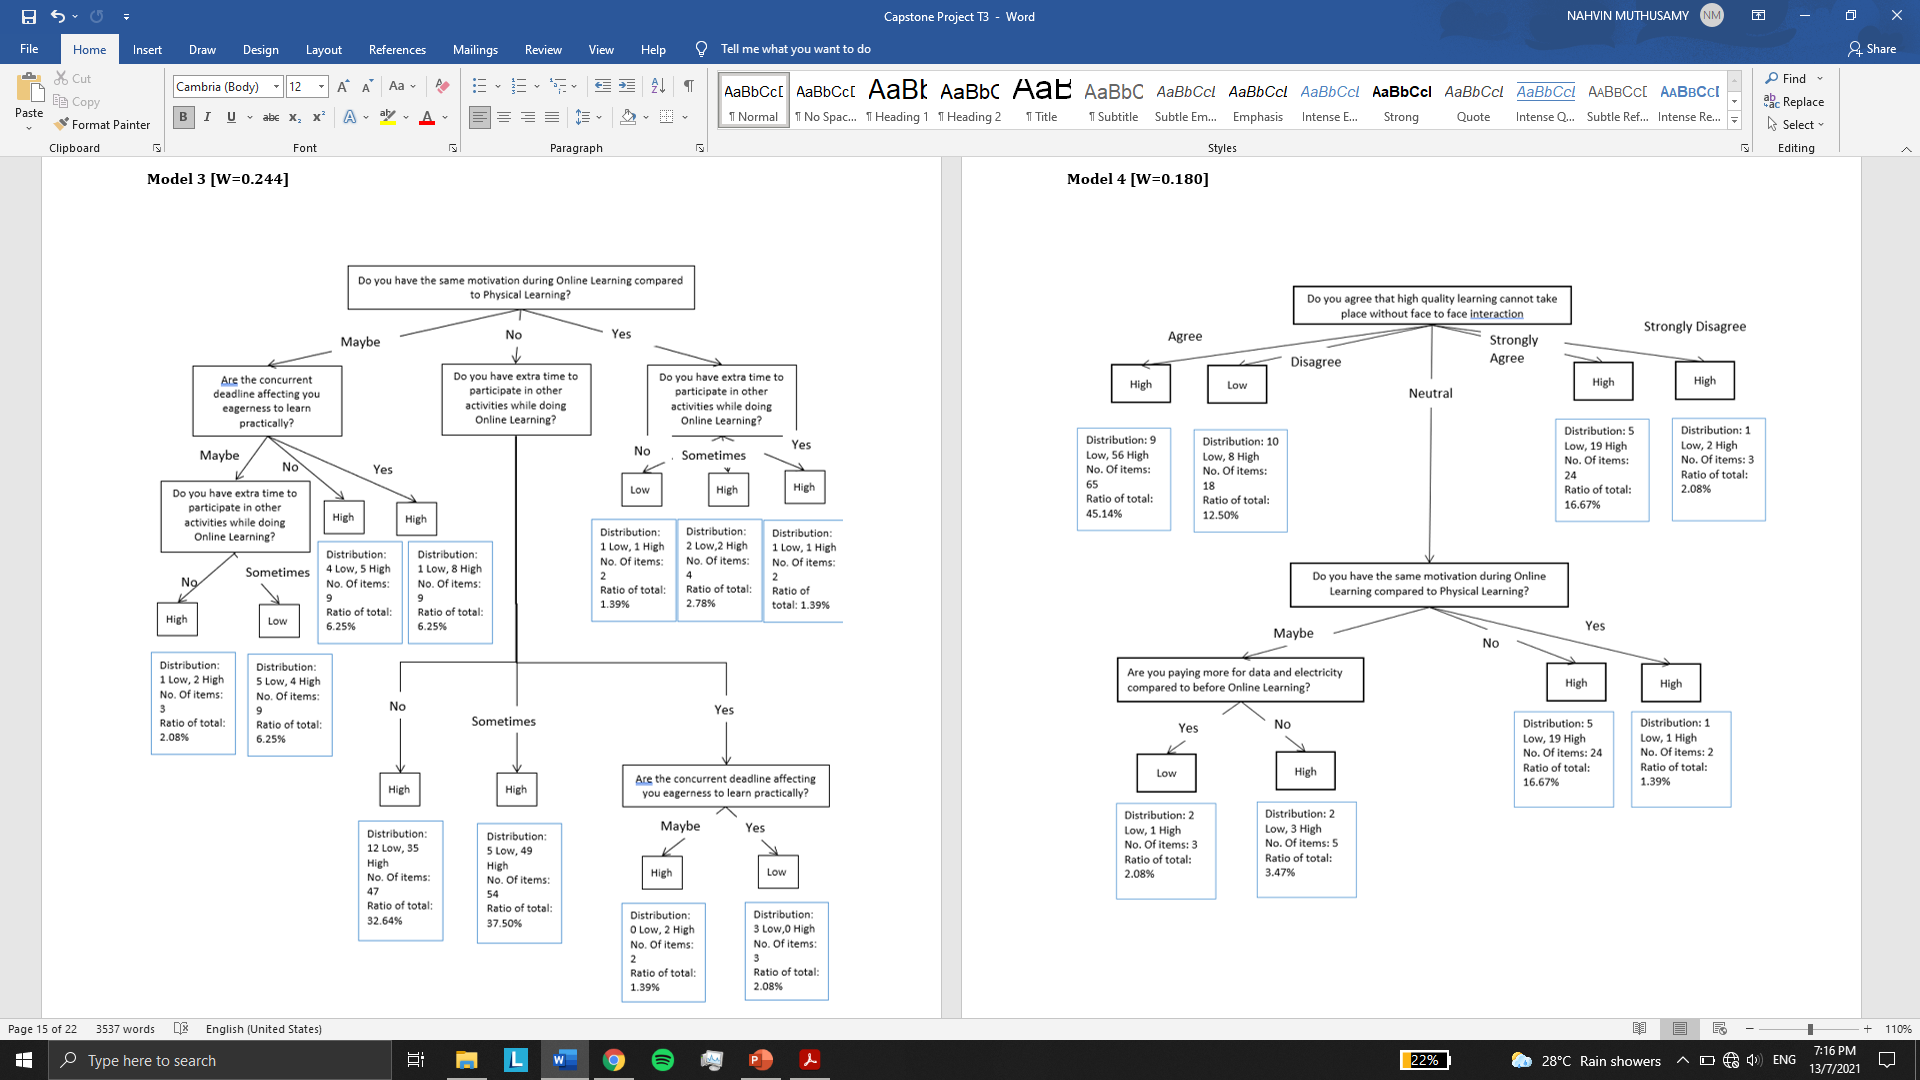 Capstone Project T3 - Word
NAHVIN MUTHUSAMY
NM
File
Home
Insert
Draw
Design
Layout
References
Mailings
Review
View
Help
Tell me what you want to do
Share
Paste
Cut
Copy
Format Painter
Clipboard
Cambria (Body)
12
Font
Paragraph
AaBbCcDd
¶ Normal
¶ No Spac...
¶ Heading 1
¶ Heading 2
¶ Title
¶ Subtitle
Subtle Em...
Emphasis
Intense E...
Strong
Quote
Intense Q...
Subtle Ref...
Intense Re...
Styles
Find
Replace
Select
Editing
Model 3 [W=0.244]
Do you have the same motivation during Online Learning compared
to Physical Learning?
Maybe
No
Yes
Are the concurrent
deadline affecting you
eagerness to learn
practically?
Do you have extra time to
participate in other
activities while doing
Online Learning?
Do you have extra time to
participate in other
activities while doing
Online Learning?
Maybe
No
Yes
No
Sometimes
Yes
Do you have extra time to
participate in other
activities while doing
Online Learning?
High
High
Low
High
High
Distribution:
4 Low, 5 High
No. Of items:
9
Ratio of total:
6.25%
Distribution:
1 Low, 8 High
No. Of items:
9
Ratio of total:
6.25%
Distribution:
1 Low, 1 High
No. Of items:
2
Ratio of total:
1.39%
Distribution:
2 Low,2 High
No. Of items:
4
Ratio of total:
2.78%
Distribution:
1 Low, 1 High
No. Of items:
2
Ratio of
total: 1.39%
No
Sometimes
High
Low
Distribution:
1 Low, 2 High
No. Of items:
3
Ratio of total:
2.08%
Distribution:
5 Low, 4 High
No. Of items:
9
Ratio of total:
6.25%
No
Sometimes
Yes
High
High
Are the concurrent deadline affecting
you eagerness to learn practically?
Distribution:
12 Low, 35
High
No. Of items:
47
Ratio of total:
32.64%
Distribution:
5 Low, 49
High
No. Of items:
54
Ratio of total:
37.50%
Maybe
Yes
High
Low
Distribution:
0 Low, 2 High
No. Of items:
2
Ratio of total:
1.39%
Distribution:
3 Low,0 High
No. Of items:
3
Ratio of total:
2.08%
Model 4 [W=0.180]
Do you agree that high quality learning cannot take
place without face to face interaction
Agree
Disagree
Neutral
Strongly
Agree
Strongly Disagree
High
Low
High
High
Distribution: 9
Low, 56 High
No. Of items:
65
Ratio of total:
45.14%
Distribution: 10
Low, 8 High
No. Of items:
18
Ratio of total:
12.50%
Distribution: 5
Low, 19 High
No. Of items:
24
Ratio of total:
16.67%
Distribution: 1
Low, 2 High
No. Of items: 3
Ratio of total:
2.08%
Do you have the same motivation during Online
Learning compared to Physical Learning?
Maybe
No
Yes
Are you paying more for data and electricity
compared to before Online Learning?
High
High
Distribution: 5
Low, 19 High
No. Of items: 24
Ratio of total:
16.67%
Distribution: 1
Low, 1 High
No. Of items: 2
Ratio of total:
1.39%
Yes
No
Low
High
Distribution: 2
Low, 1 High
No. Of items: 3
Ratio of total:
2.08%
Distribution: 2
Low, 3 High
No. Of items: 5
Ratio of total:
3.47%
Page 15 of 22
3537 words
English (United States)
110%
Type here to search
22%
28°C Rain showers
ENG
7:16 PM
13/7/2021